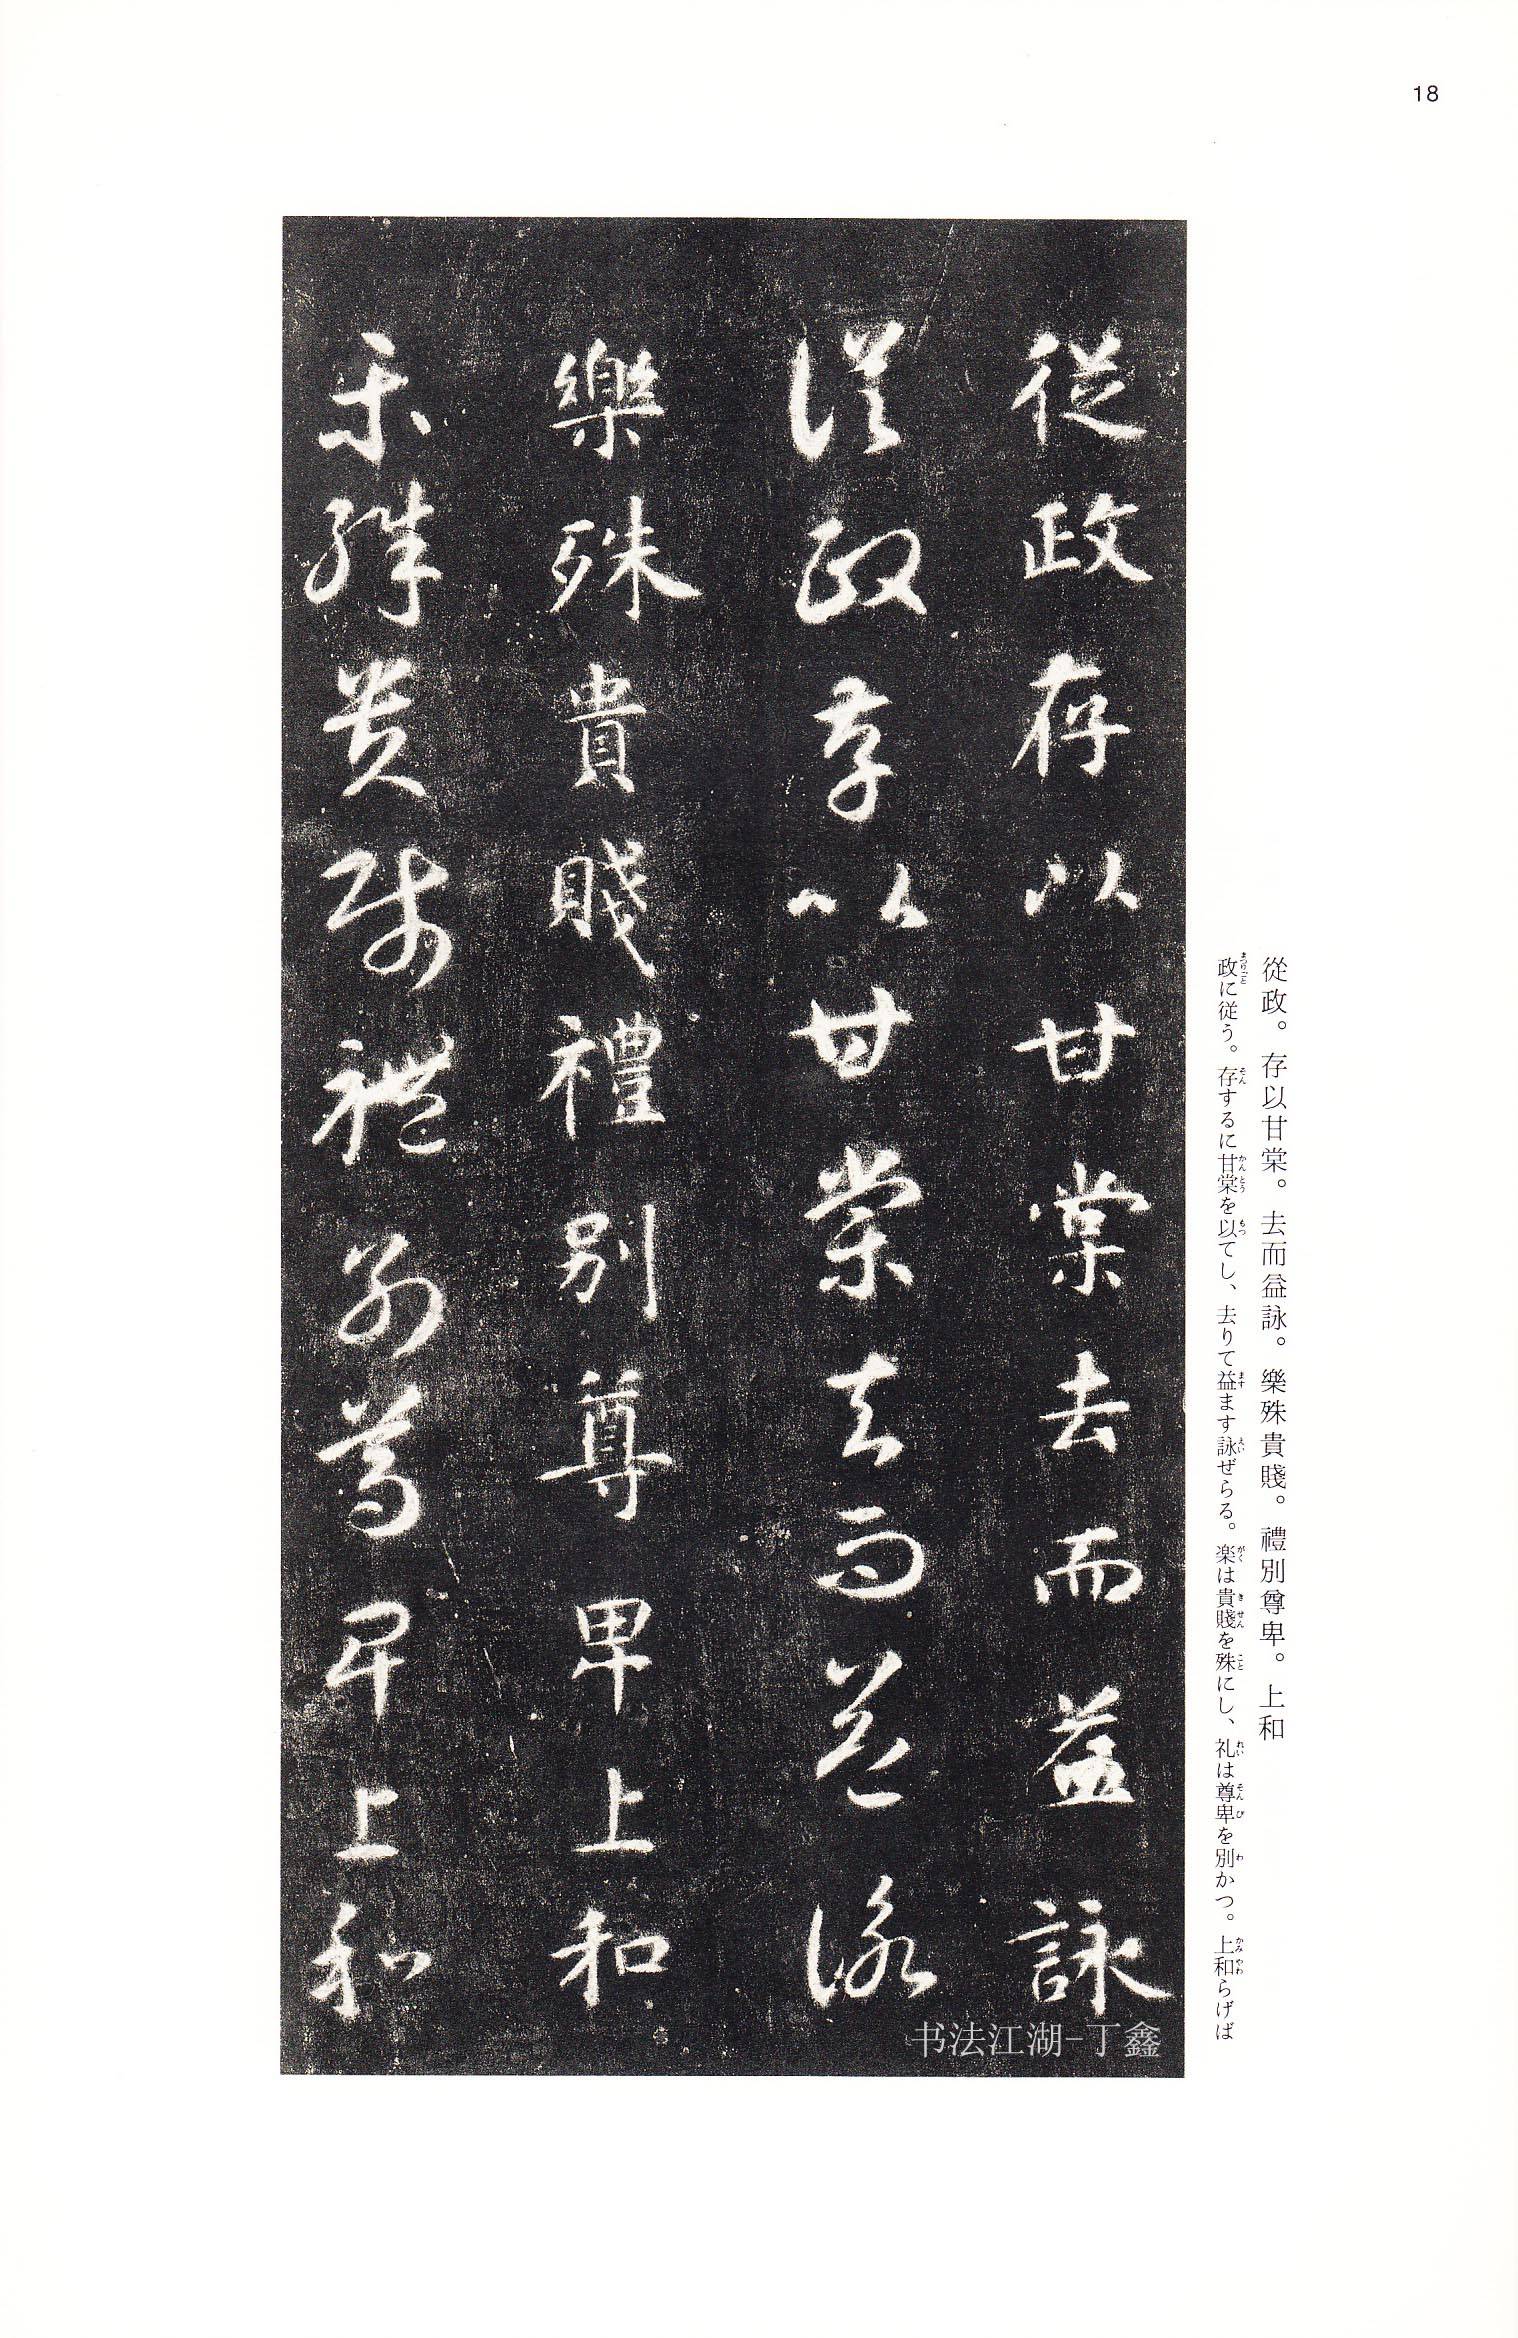 18
從政。存以甘棠。去而益詠。樂殊貴賤。禮別尊卑。上和
政に従う。存するに甘棠を以てし、去りて益ます詠ぜらる。楽は貴賤を殊にし、礼は尊卑を別かつ。上和らげば
從政存以甘棠去而益詠
從政存以甘棠去而益詠
樂殊貴賤禮別尊卑上和
樂殊貴賤禮別尊卑上和
书法江湖-丁鑫